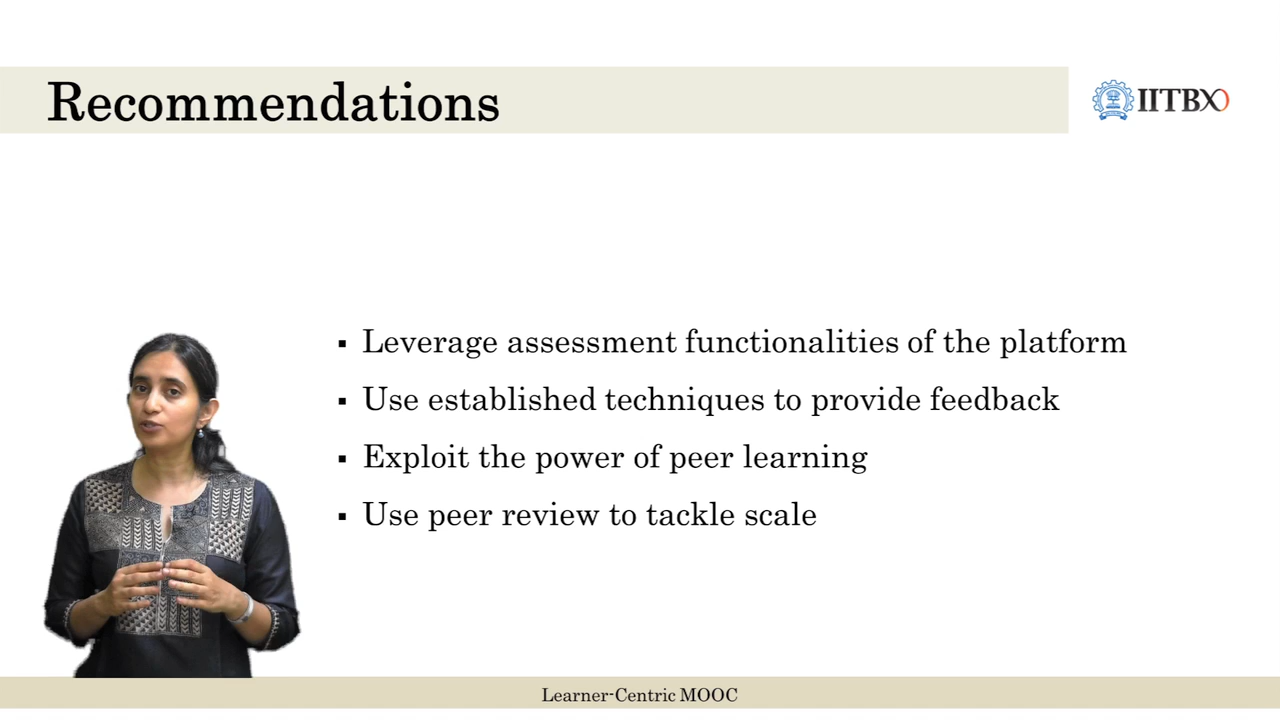 Recommendations
IITBX
▪ Leverage assessment functionalities of the platform
▪ Use established techniques to provide feedback
▪ Exploit the power of peer learning
▪ Use peer review to tackle scale
Learner-Centric MOOC